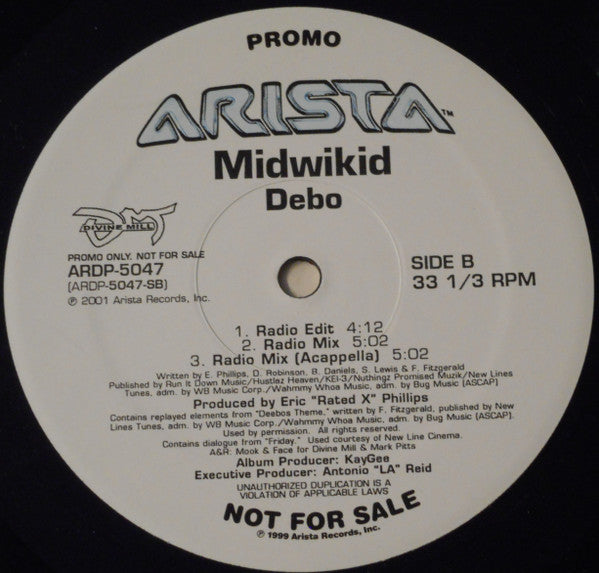 PROMO
ARISTA™
Midwikid
Debo
DMT
DIVINE MILL
PROMO ONLY. NOT FOR SALE
ARDP-5047
(ARDP-5047-SB)
℗ 2001 Arista Records, Inc.
SIDE B
33 1/3 RPM
1. Radio Edit 4:12
2. Radio Mix 5:02
3. Radio Mix (Acappella) 5:02
Written by E. Phillips, D. Robinson, B. Daniels, S. Lewis & F. Fitzgerald
Published by Run It Down Music/Hustlaz Heaven/KEI-3/Nuthingz Promised Muzik/New Lines
Tunes, adm. by WB Music Corp./Wahmmy Whoa Music, adm. by Bug Music (ASCAP)
Produced by Eric "Rated X" Phillips
Contains replayed elements from "Deebos Theme," written by F. Fitzgerald, published by New
Lines Tunes, adm. by WB Music Corp./Wahmmy Whoa Music, adm. by Bug Music (ASCAP).
Used by permission. All rights reserved.
Contains dialogue from "Friday." Used courtesy of New Line Cinema.
A&R: Mook & Face for Divine Mill & Mark Pitts
Album Producer: KayGee
Executive Producer: Antonio "LA" Reid
UNAUTHORIZED DUPLICATION IS A
VIOLATION OF APPLICABLE LAWS
NOT FOR SALE
℗ 1999 Arista Records, Inc.